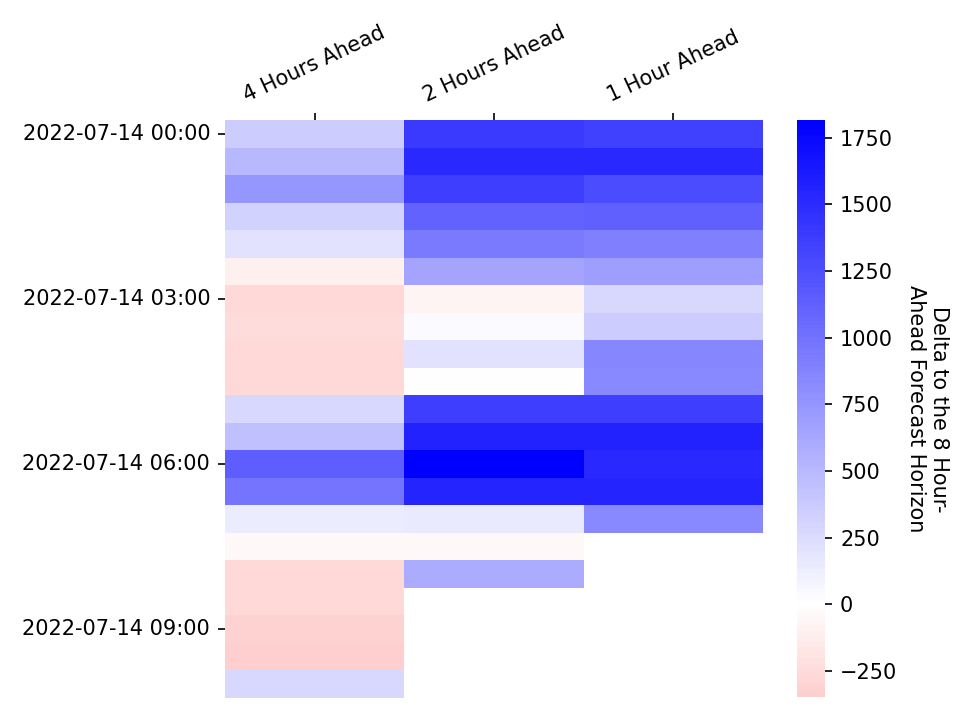 4 Hours Ahead
2 Hours Ahead
1 Hour Ahead
2022-07-14 00:00
2022-07-14 03:00
2022-07-14 06:00
2022-07-14 09:00
1750
1500
1250
1000
750
500
250
0
−250
Delta to the 8 Hour-
Ahead Forecast Horizon